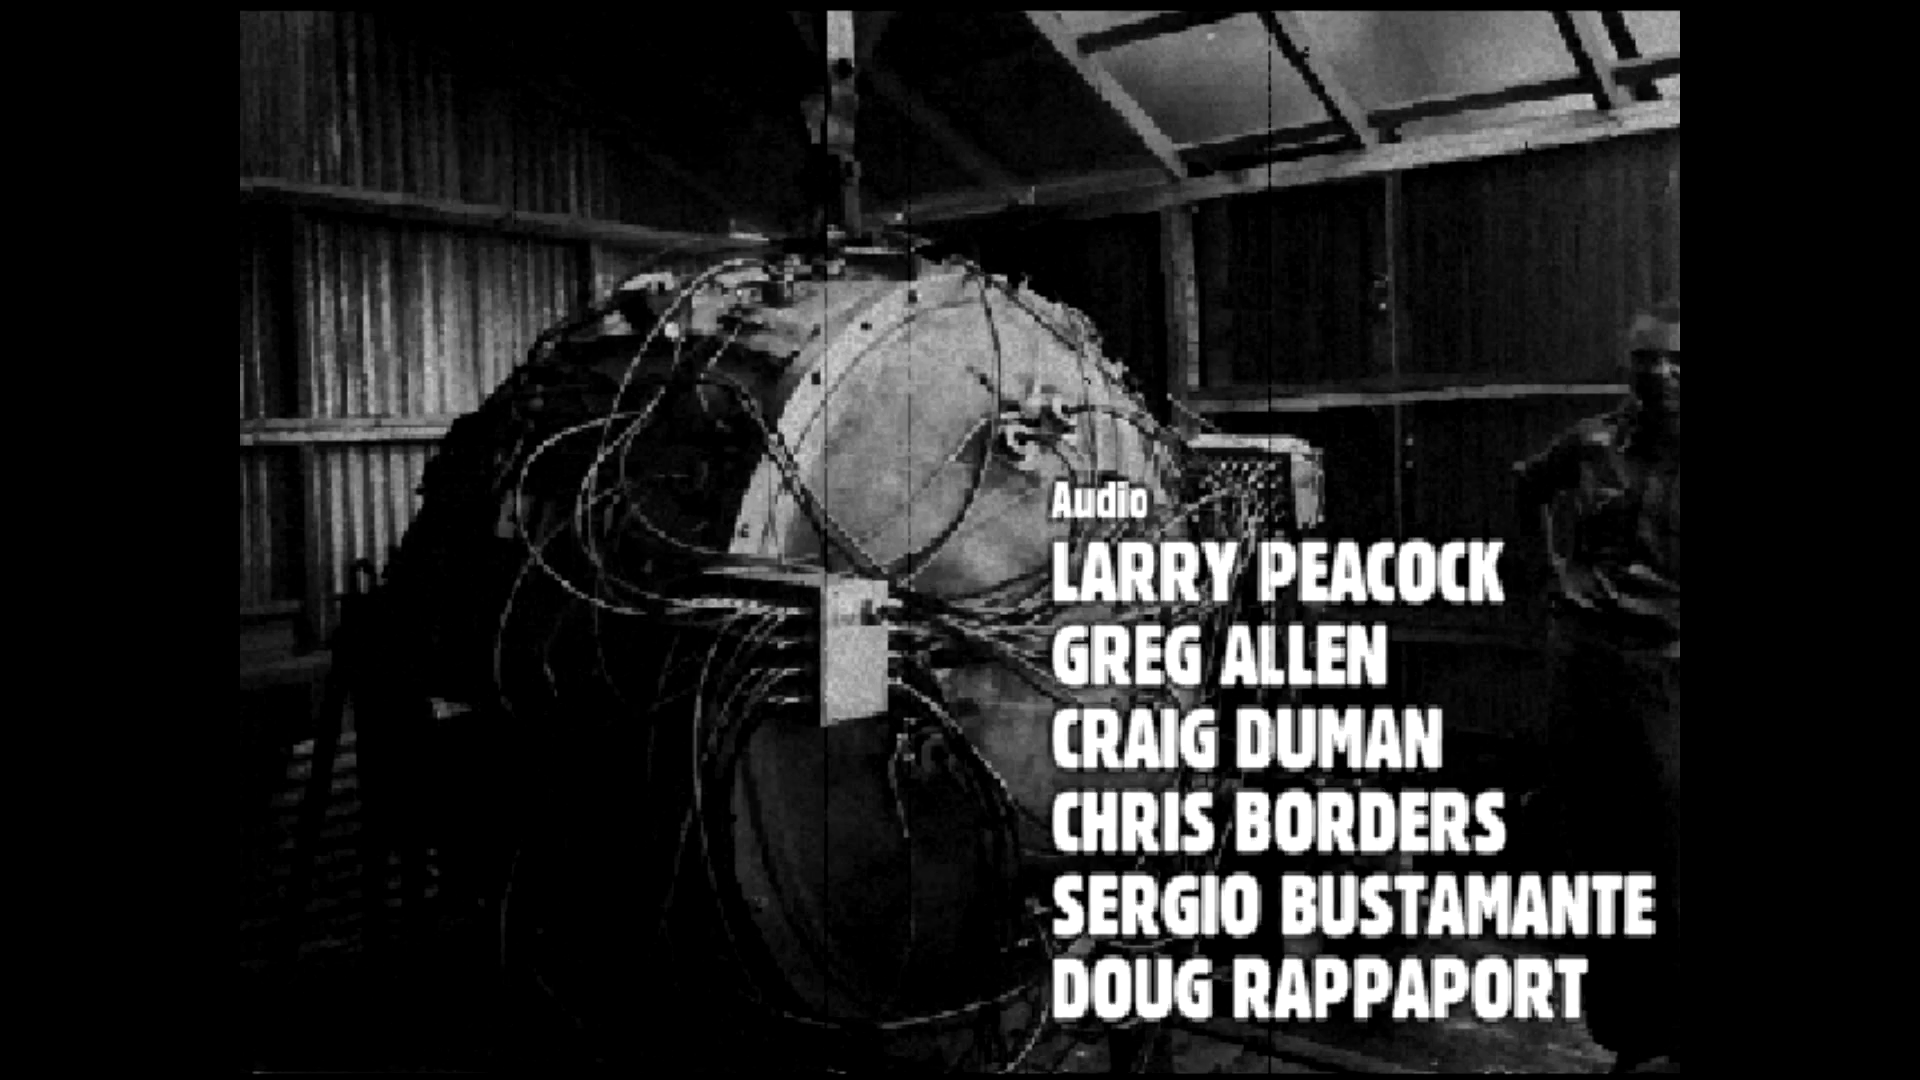 Audio
LARRY PEACOCK
GREG ALLEN
CRAIG DUMAN
CHRIS BORDERS
SERGIO BUSTAMANTE
DOUG RAPPAPORT